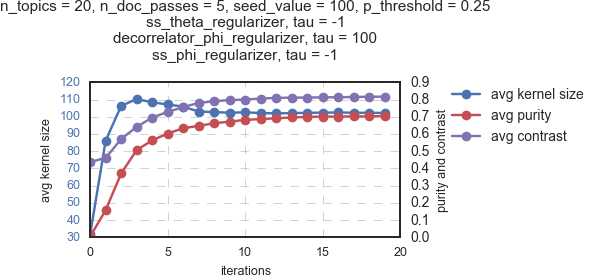 n_topics = 20, n_doc_passes = 5, seed_value = 100, p_threshold = 0.25
ss_theta_regularizer, tau = -1
decorrelator_phi_regularizer, tau = 100
ss_phi_regularizer, tau = -1
120
110
100
90
80
70
60
50
40
30
avg kernel size
0
5
10
15
20
iterations
0.9
0.8
0.7
0.6
0.5
0.4
0.3
0.2
0.1
0.0
purity and contrast
avg kernel size
avg purity
avg contrast